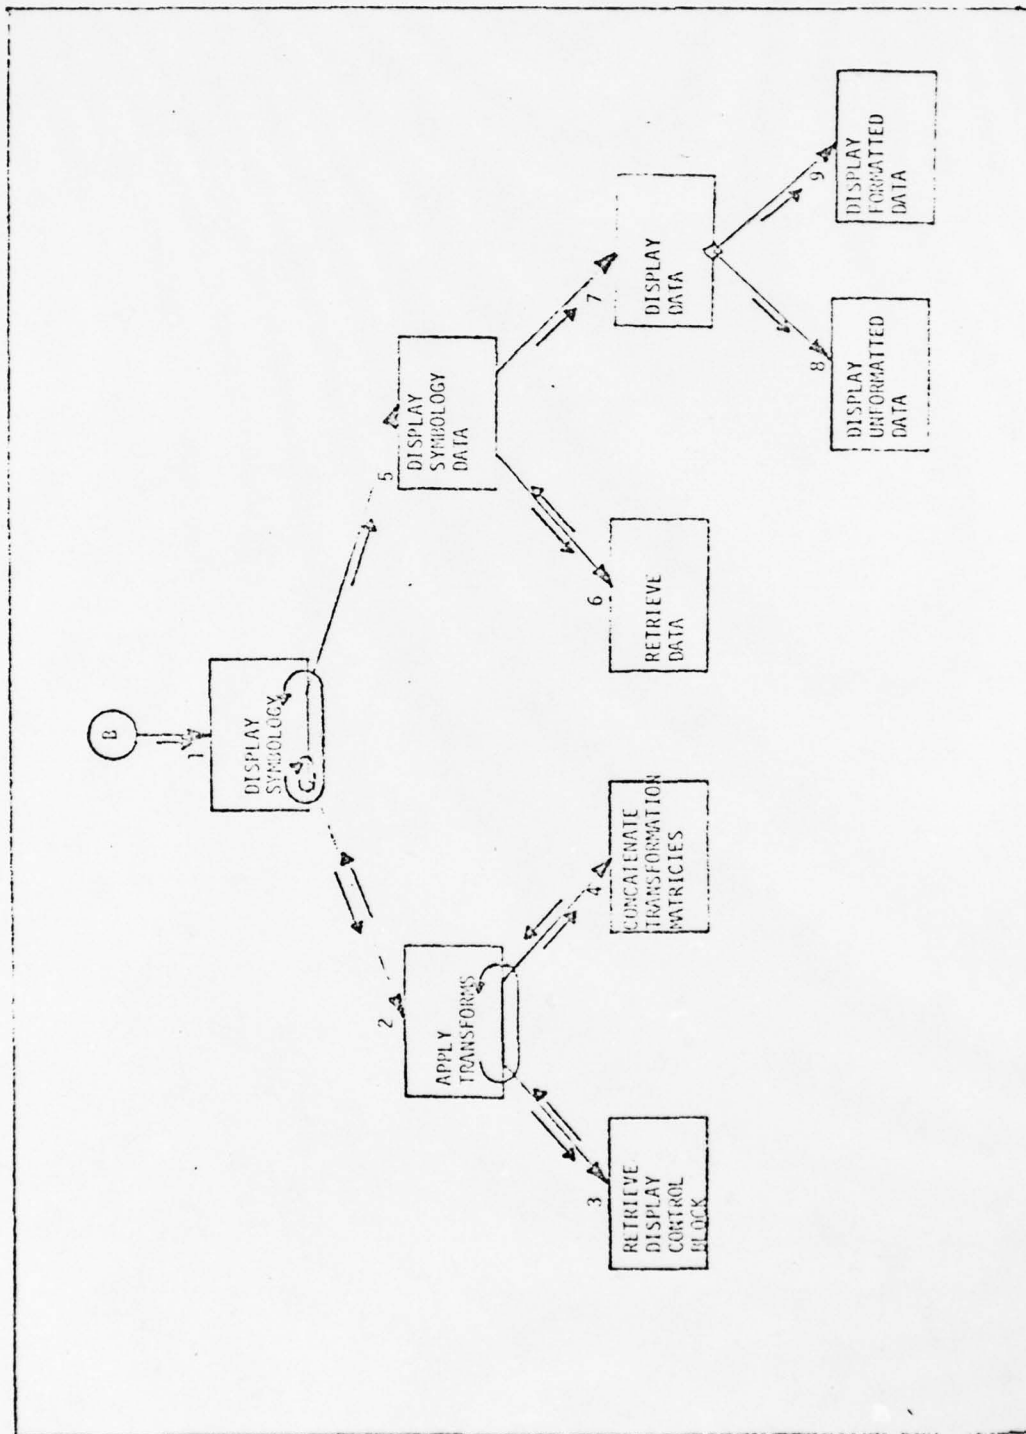 B
1
DISPLAY
SYMBOLOGY
2
APPLY
TRANSFORMS
5
DISPLAY
SYMBOLOGY
DATA
3
RETRIEVE
DISPLAY
CONTROL
BLOCK
4
CONCATENATE
TRANSFORMATION
MATRICIES
6
RETRIEVE
DATA
7
DISPLAY
DATA
8
DISPLAY
UNFORMATTED
DATA
9
DISPLAY
FORMATTED
DATA